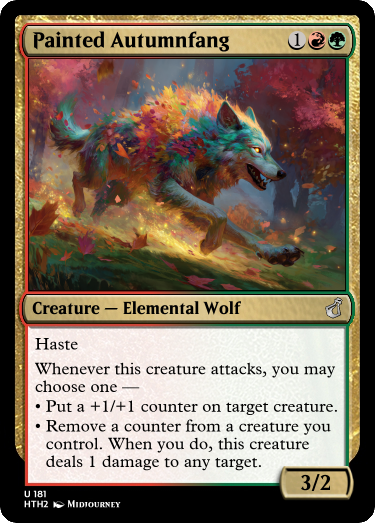 Painted Autumnfang 1
Creature — Elemental Wolf
Haste
Whenever this creature attacks, you may
choose one —
• Put a +1/+1 counter on target creature.
• Remove a counter from a creature you
control. When you do, this creature
deals 1 damage to any target.
3/2
U 181
HTH2 Midjourney